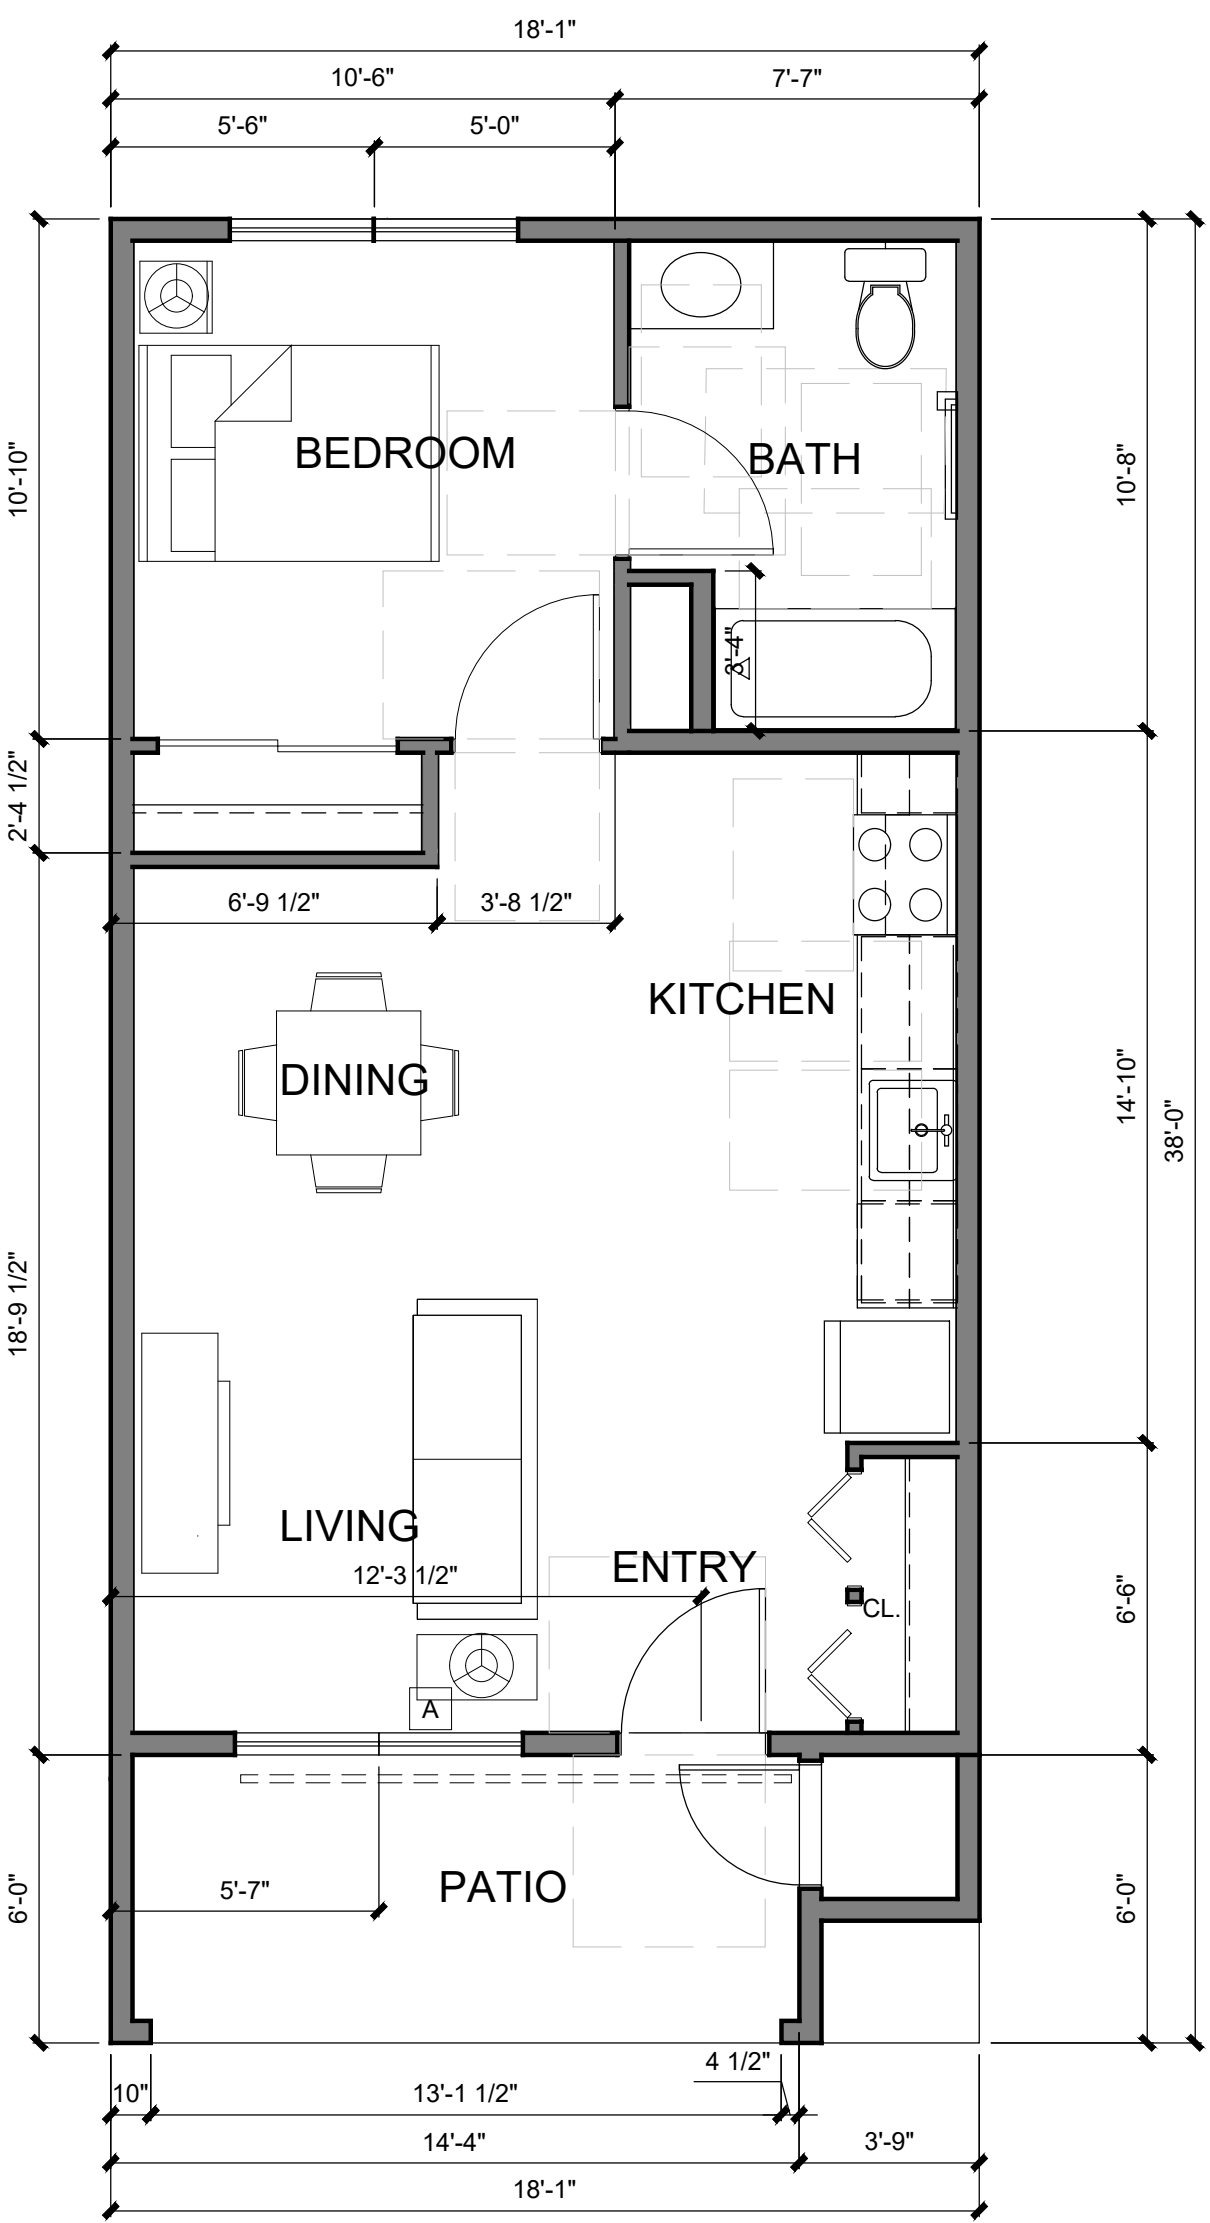 18'-1"
10'-6"
7'-7"
5'-6"
5'-0"
BEDROOM
BATH
10'-10"
10'-8"
3'-4"
2'-4 1/2"
6'-9 1/2"
3'-8 1/2"
KITCHEN
DINING
14'-10"
38'-0"
18'-9 1/2"
LIVING
ENTRY
12'-3 1/2"
CL.
6'-6"
A
PATIO
5'-7"
6'-0"
6'-0"
4 1/2"
10"
13'-1 1/2"
14'-4"
3'-9"
18'-1"